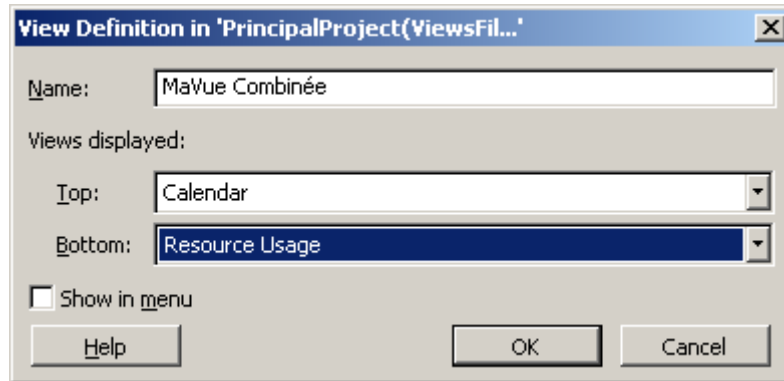 View Definition in 'PrincipalProject(ViewsFil...'
Name: MaVue Combinée
Views displayed:
Top: Calendar
Bottom: Resource Usage
Show in menu
Help OK Cancel